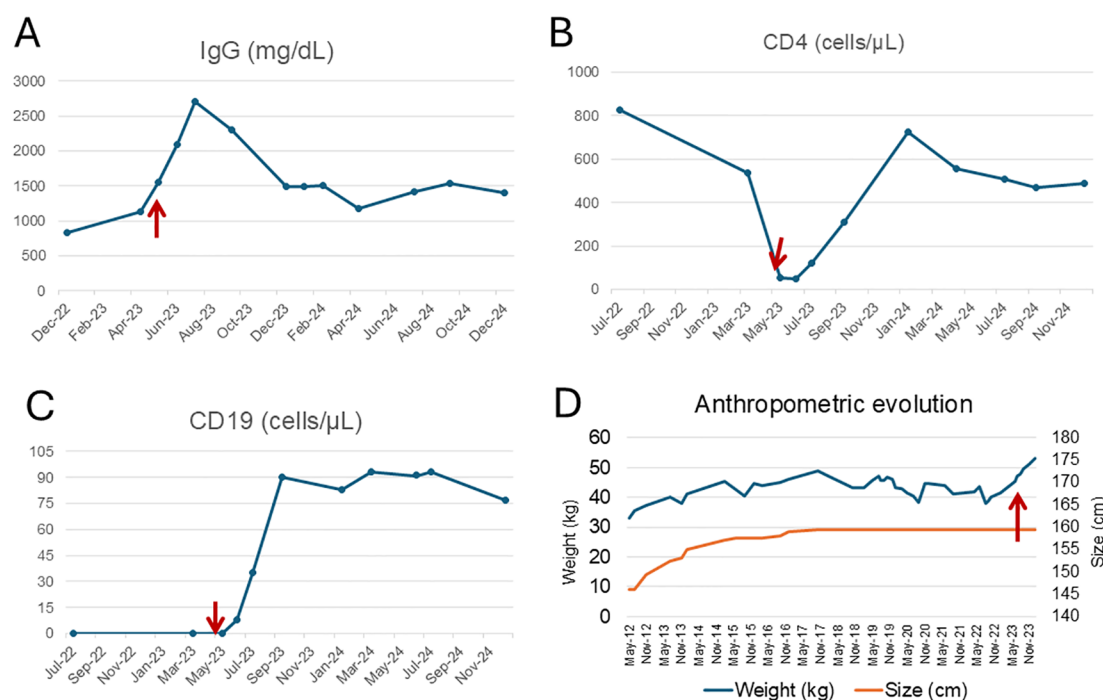 A
IgG (mg/dL)
3000
2500
2000
1500
1000
500
0
Dec-22 Feb-23 Apr-23 Jun-23 Aug-23 Oct-23 Dec-23 Feb-24 Apr-24 Jun-24 Aug-24 Oct-24 Dec-24
B
CD4 (cells/µL)
1000
800
600
400
200
0
Jul-22 Sep-22 Nov-22 Jan-23 Mar-23 May-23 Jul-23 Sep-23 Nov-23 Jan-24 Mar-24 May-24 Jul-24 Sep-24 Nov-24
C
CD19 (cells/µL)
105
90
75
60
45
30
15
0
Jul-22 Sep-22 Nov-22 Jan-23 Mar-23 May-23 Jul-23 Sep-23 Nov-23 Jan-24 Mar-24 May-24 Jul-24 Sep-24 Nov-24
D
Anthropometric evolution
Weight (kg)
60
50
40
30
20
10
0
180
175
170
165
160
155
150
145
140
Size (cm)
May-12 Nov-12 May-13 Nov-13 May-14 Nov-14 May-15 Nov-15 May-16 Nov-16 May-17 Nov-17 May-18 Nov-18 May-19 Nov-19 May-20 Nov-20 May-21 Nov-21 May-22 Nov-22 May-23 Nov-23
Weight (kg) Size (cm)